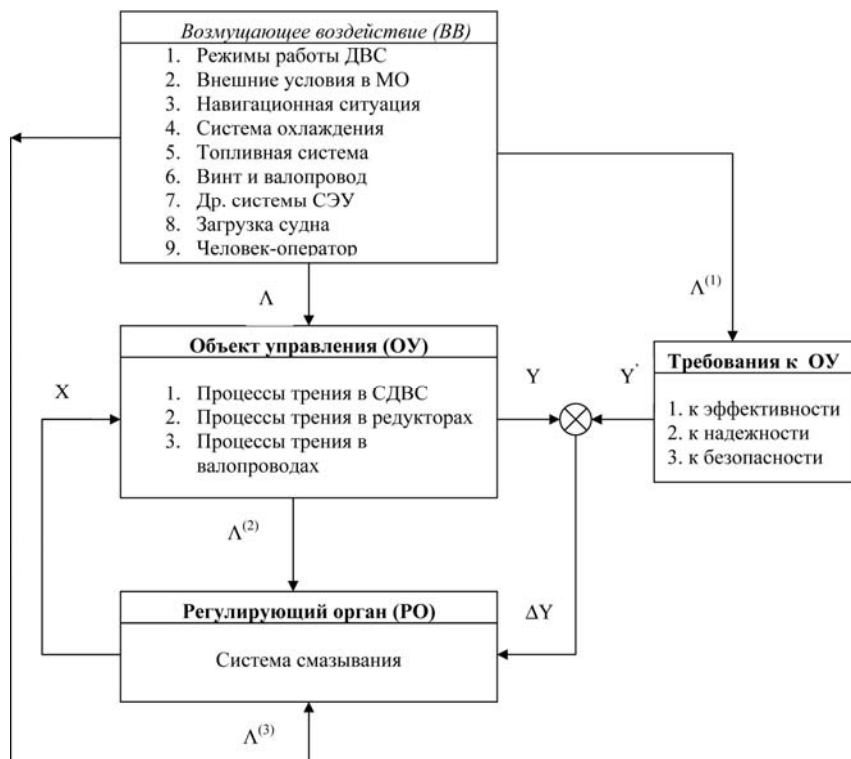 Возмущающее воздействие (ВВ)
1. Режимы работы ДВС
2. Внешние условия в МО
3. Навигационная ситуация
4. Система охлаждения
5. Топливная система
6. Винт и валопровод
7. Др. системы СЭУ
8. Загрузка судна
9. Человек-оператор
Λ
Λ(1)
Объект управления (ОУ)
1. Процессы трения в СДВС
2. Процессы трения в редукторах
3. Процессы трения в
валопроводах
X
Y
Y*
Требования к ОУ
1. к эффективности
2. к надежности
3. к безопасности
Λ(2)
Регулирующий орган (РО)
Система смазывания
ΔY
Λ(3)